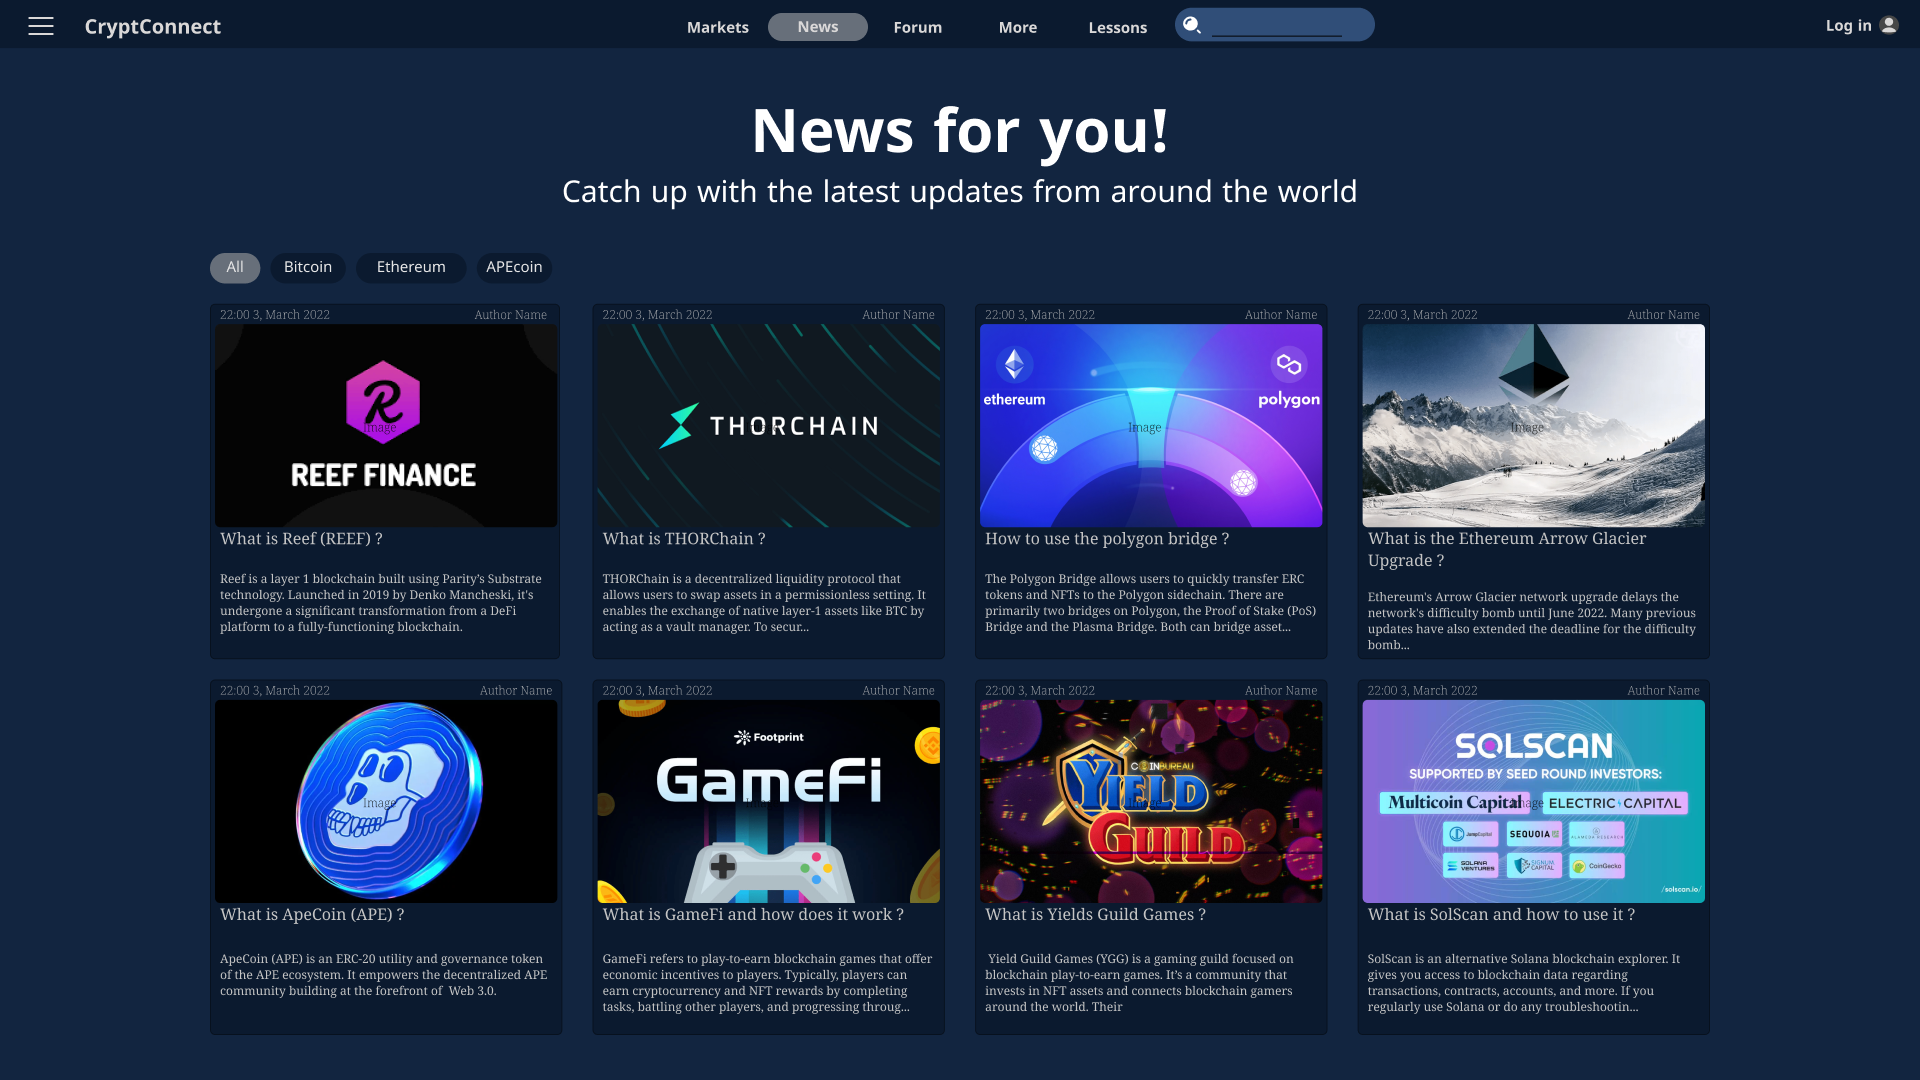 CryptConnect
Markets
News
Forum
More
Lessons
Log in
News for you!
Catch up with the latest updates from around the world
All
Bitcoin
Ethereum
APEcoin
22:00 3, March 2022
Author Name
Image
REEF FINANCE
What is Reef (REEF) ?
Reef is a layer 1 blockchain built using Parity's Substrate
technology. Launched in 2019 by Denko Mancheski, it's
undergone a significant transformation from a DeFi
platform to a fully-functioning blockchain.
22:00 3, March 2022
Author Name
THORCHAIN
What is THORChain ?
THORChain is a decentralized liquidity protocol that
allows users to swap assets in a permissionless setting. It
enables the exchange of native layer-1 assets like BTC by
acting as a vault manager. To secur...
22:00 3, March 2022
Author Name
ethereum
polygon
Image
How to use the polygon bridge ?
The Polygon Bridge allows users to quickly transfer ERC
tokens and NFTs to the Polygon sidechain. There are
primarily two bridges on Polygon, the Proof of Stake (PoS)
Bridge and the Plasma Bridge. Both can bridge asset...
22:00 3, March 2022
Author Name
Image
What is the Ethereum Arrow Glacier
Upgrade ?
Ethereum's Arrow Glacier network upgrade delays the
network's difficulty bomb until June 2022. Many previous
updates have also extended the deadline for the difficulty
bomb...
22:00 3, March 2022
Author Name
Image
What is ApeCoin (APE) ?
ApeCoin (APE) is an ERC-20 utility and governance token
of the APE ecosystem. It empowers the decentralized APE
community building at the forefront of Web 3.0.
22:00 3, March 2022
Author Name
Footprint
GameFi
Image
What is GameFi and how does it work ?
GameFi refers to play-to-earn blockchain games that offer
economic incentives to players. Typically, players can
earn cryptocurrency and NFT rewards by completing
tasks, battling other players, and progressing throug...
22:00 3, March 2022
Author Name
COINBUREAU
YIELD
Image
GUILD
What is Yields Guild Games ?
Yield Guild Games (YGG) is a gaming guild focused on
blockchain play-to-earn games. It's a community that
invests in NFT assets and connects blockchain gamers
around the world. Their
22:00 3, March 2022
Author Name
SOLSCAN
SUPPORTED BY SEED ROUND INVESTORS:
Multicoin Capital
Image
ELECTRIC CAPITAL
JumpCapital
SEQUOIA
ALAMEDA RESEARCH
SOLANA
VENTURES
SIGNUM
CAPITAL
CoinGecko
/solscan.io/
What is SolScan and how to use it ?
SolScan is an alternative Solana blockchain explorer. It
gives you access to blockchain data regarding
transactions, contracts, accounts, and more. If you
regularly use Solana or do any troubleshootin...